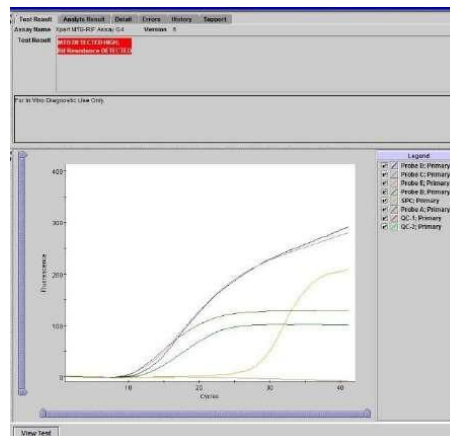 Test Result Analyte Result Detail Errors History Support
Assay Name Xpert MTB-RIF Assay G4 Version 5
Test Result MTB DETECTED HIGH;
Rif Resistance DETECTED
For In Vitro Diagnostic Use Only.
Legend
Probe D; Primary
Probe C; Primary
Probe E; Primary
Probe B; Primary
SPC; Primary
Probe A; Primary
QC-1; Primary
QC-2; Primary
400
300
200
100
0
Fluorescence
10 20 30 40
Cycles
View Test